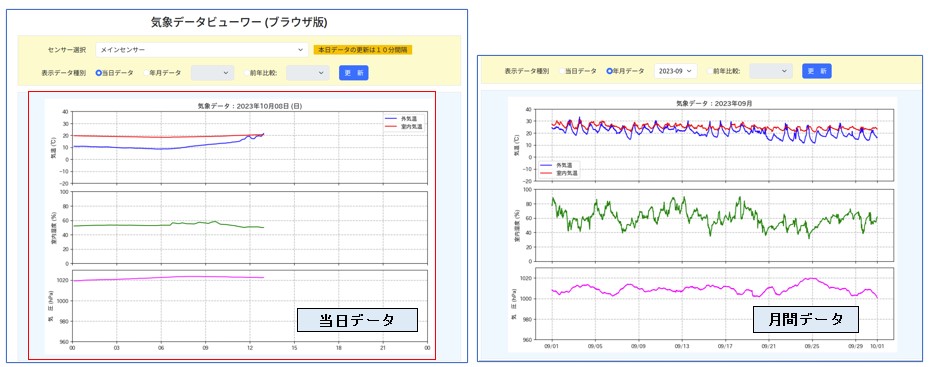 気象データビューワー (ブラウザ版)
センサー選択 メインセンサー 本日データの更新は１０分間隔
表示データ種別 当日データ 年月データ 前年比較: 更 新
気象データ：2023年10月08日 (日)
気温 (℃)
40
30
20
10
0
−10
−20
外気温
室内気温
室内湿度 (%)
100
80
60
40
20
0
気 圧 (hPa)
1020
1000
980
960
当日データ
00 03 06 09 12 15 18 21 00
表示データ種別 当日データ 年月データ 2023-09 前年比較: 更 新
気象データ：2023年09月
気温 (℃)
40
30
20
10
0
−10
−20
外気温
室内気温
室内湿度 (%)
100
80
60
40
20
0
気 圧 (hPa)
1020
1000
980
960
月間データ
09/01 09/05 09/09 09/13 09/17 09/21 09/25 09/29 10/01